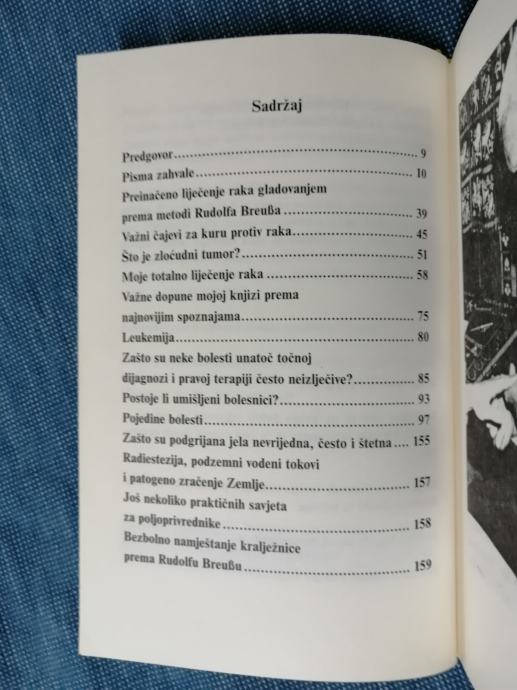 Sadržaj
Predgovor........................................................ 9
Pisma zahvale................................................... 10
Preinačeno liječenje raka gladovanjem
prema metodi Rudolfa Breußa............................... 39
Važni čajevi za kuru protiv raka........................... 45
Što je zloćudni tumor?........................................ 51
Moje totalno liječenje raka.................................. 58
Važne dopune mojoj knjizi prema
najnovijim spoznajama........................................ 75
Leukemija......................................................... 80
Zašto su neke bolesti unatoč točnoj
dijagnozi i pravoj terapiji često neizlječive?.............. 85
Postoje li umišljeni bolesnici?............................... 93
Pojedine bolesti.................................................. 97
Zašto su podgrijana jela nevrijedna, često i štetna.... 155
Radiestezija, podzemni vodeni tokovi
i patogeno zračenje Zemlje.................................. 157
Još nekoliko praktičnih savjeta
za poljoprivrednike............................................. 158
Bezbolno namještanje kralježnice
prema Rudolfu Breußu......................................... 159